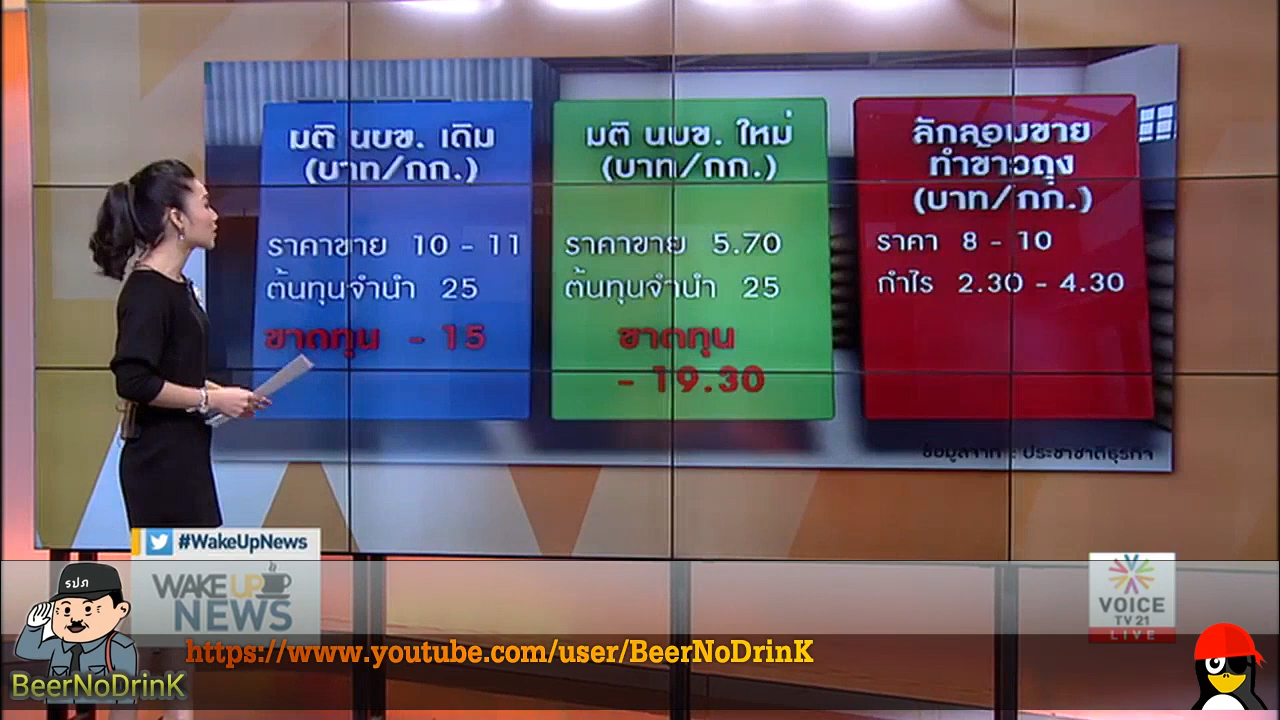 มติ นบข. เดิม
(บาท/กก.)
ราคาขาย 10 - 11
ต้นทุนจำนำ 25
ขาดทุน - 15
มติ นบข. ใหม่
(บาท/กก.)
ราคาขาย 5.70
ต้นทุนจำนำ 25
ขาดทุน
- 19.30
ลักลอบขาย
ทำข้าวถุง
(บาท/กก.)
ราคา 8 - 10
กำไร 2.30 - 4.30
ข้อมูลจาก : ประชาชาติธุรกิจ
#WakeUpNews
WAKE UP
NEWS
VOICE
TV 21
LIVE
รปภ
https://www.youtube.com/user/BeerNoDrinK
BeerNoDrinK